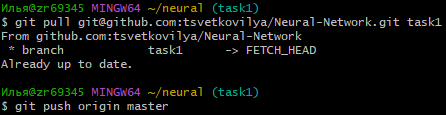 Илья@zr69345 MINGW64 ~/neural (task1)
$ git pull git@github.com:tsvetkovilya/Neural-Network.git task1
From github.com:tsvetkovilya/Neural-Network
 * branch            task1      -> FETCH_HEAD
Already up to date.

Илья@zr69345 MINGW64 ~/neural (task1)
$ git push origin master